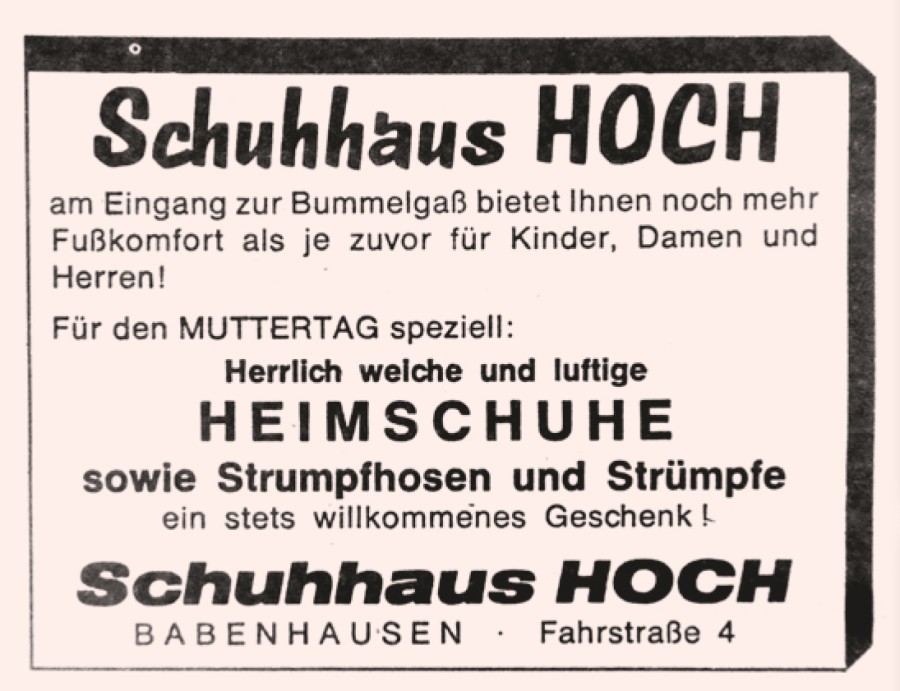 Schuhhaus HOCH
am Eingang zur Bummelgaß bietet Ihnen noch mehr
Fußkomfort als je zuvor für Kinder, Damen und
Herren!
Für den MUTTERTAG speziell:
Herrlich weiche und luftige
HEIMSCHUHE
sowie Strumpfhosen und Strümpfe
ein stets willkommenes Geschenk!
Schuhhaus HOCH
BABENHAUSEN · Fahrstraße 4